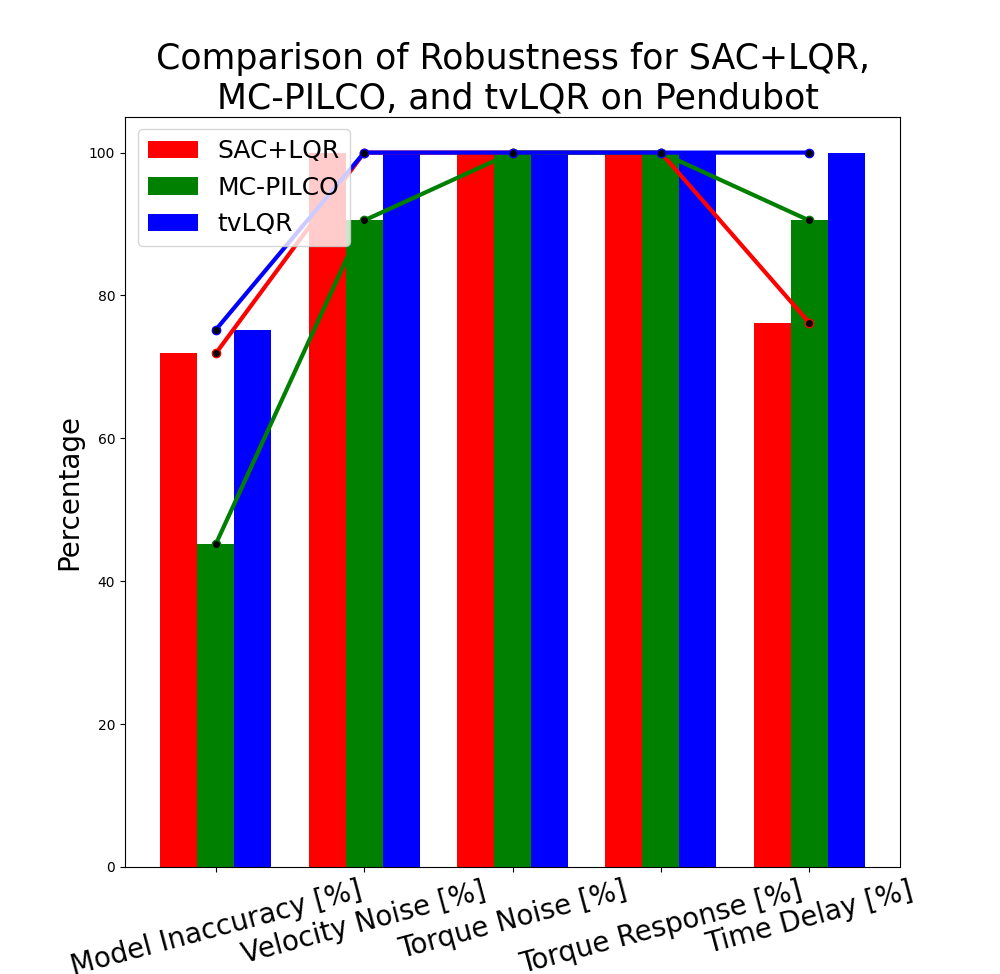 Comparison of Robustness for SAC+LQR,
MC-PILCO, and tvLQR on Pendubot
SAC+LQR
MC-PILCO
tvLQR
Percentage
100
80
60
40
20
0
Model Inaccuracy [%]
Velocity Noise [%]
Torque Noise [%]
Torque Response [%]
Time Delay [%]